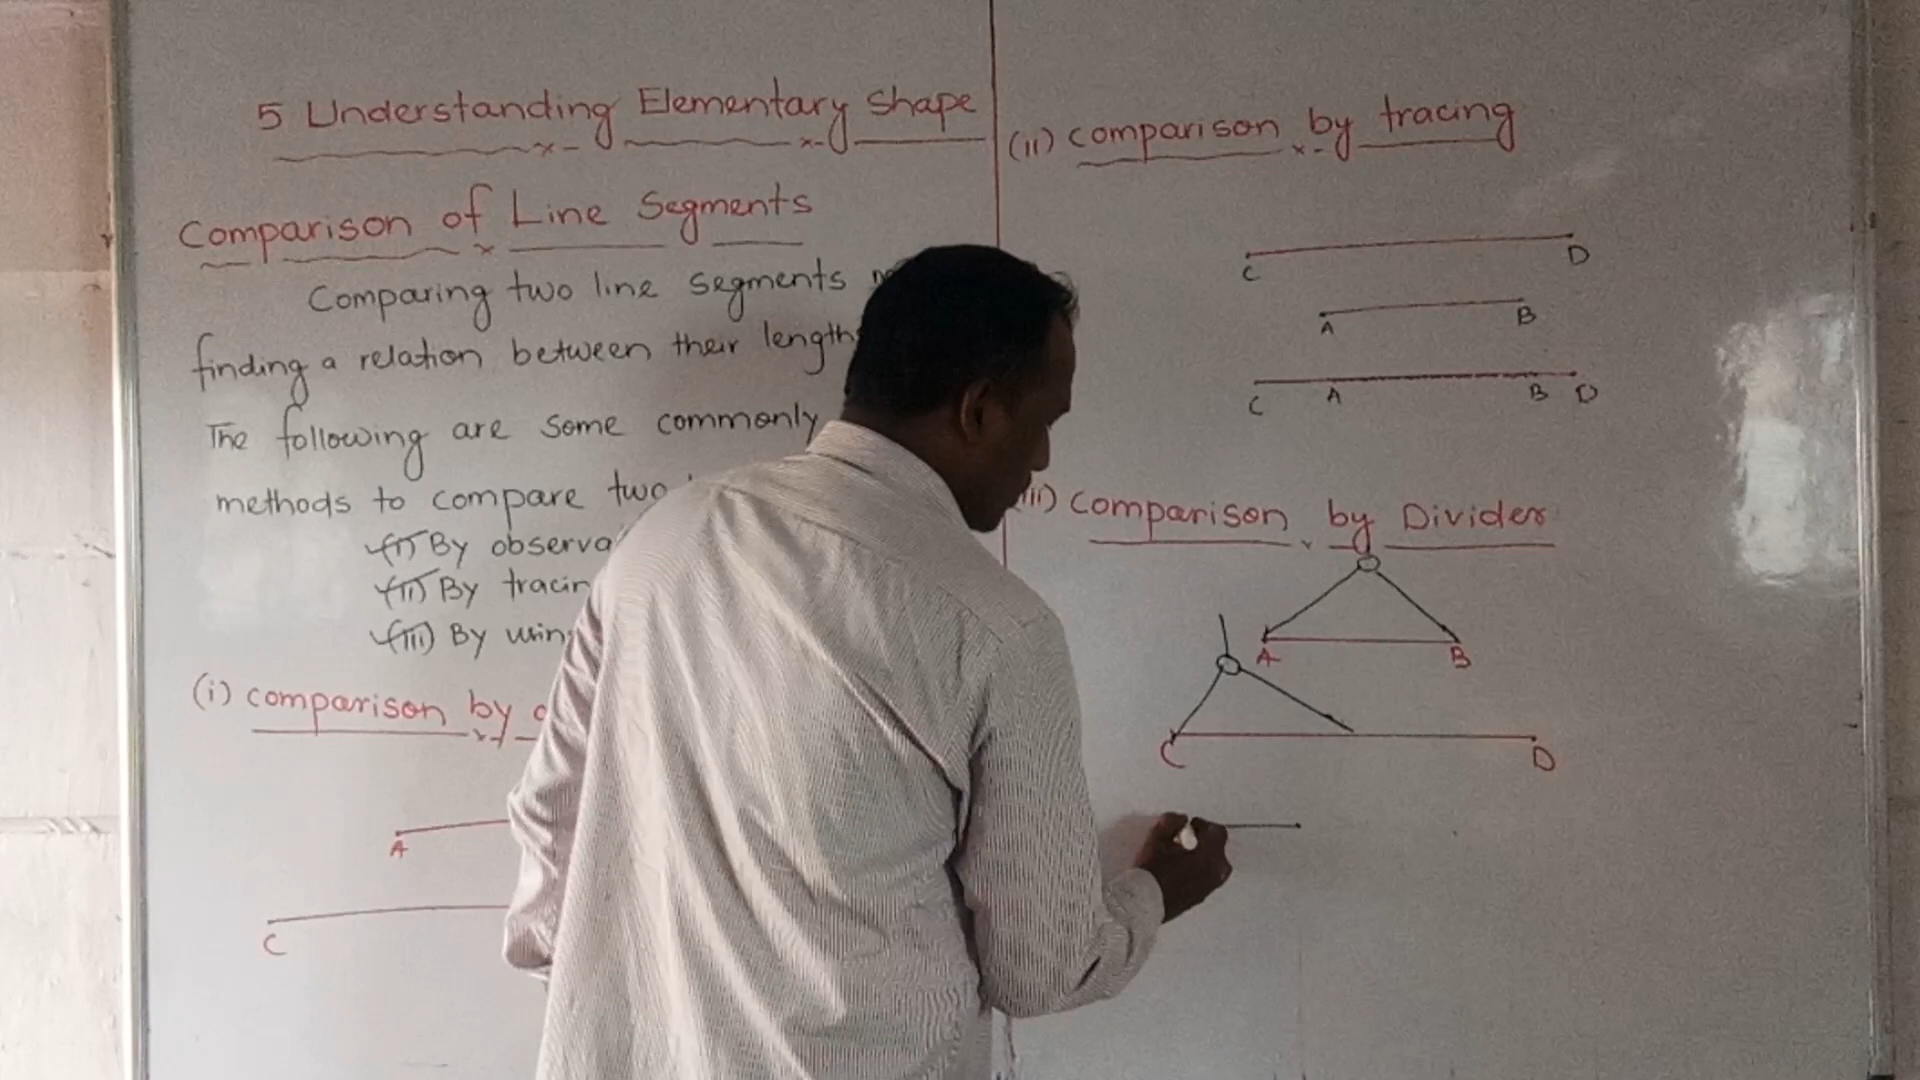 5 Understanding Elementary Shape
Comparison of Line Segments
Comparing two line segments
finding a relation between their length
The following are some commonly
methods to compare two
(i) By observa
(ii) By tracin
(iii) By usin
(i) comparison by
A
C
(ii) comparison by tracing
C D
A B
C A B D
comparison by Divider
A B
C D